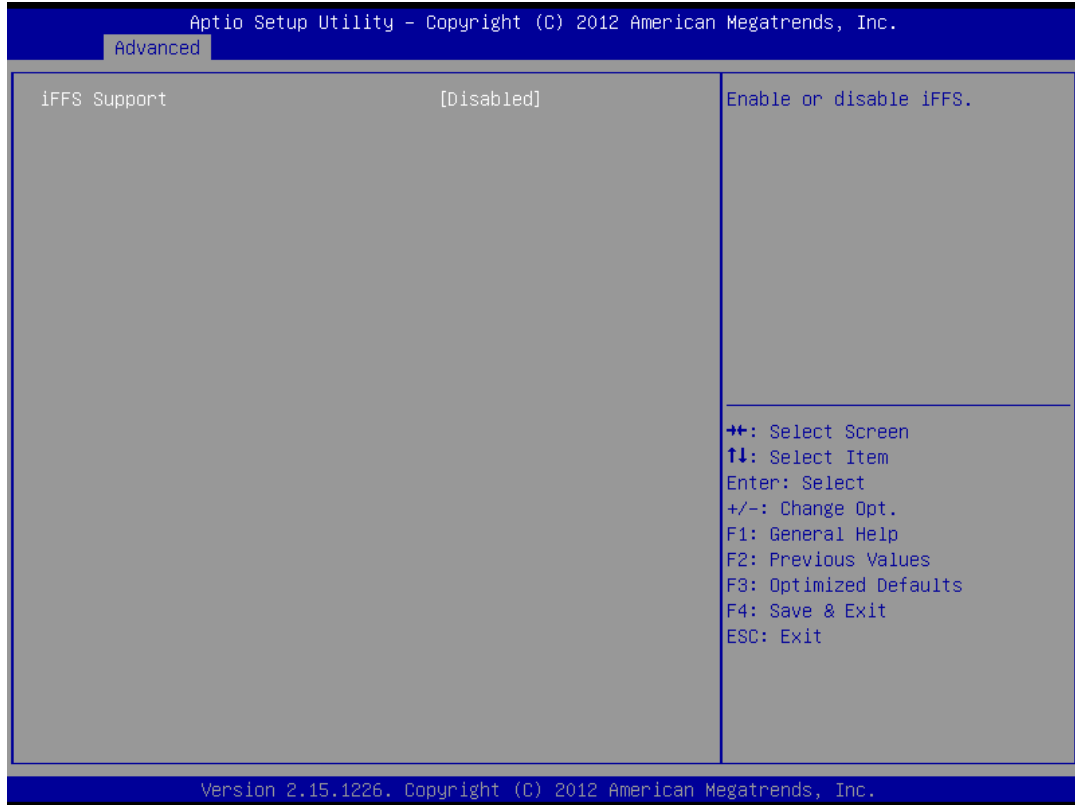 Aptio Setup Utility – Copyright (C) 2012 American Megatrends, Inc.
Advanced
iFFS Support [Disabled]
Enable or disable iFFS.
→←: Select Screen
↑↓: Select Item
Enter: Select
+/-: Change Opt.
F1: General Help
F2: Previous Values
F3: Optimized Defaults
F4: Save & Exit
ESC: Exit
Version 2.15.1226. Copyright (C) 2012 American Megatrends, Inc.